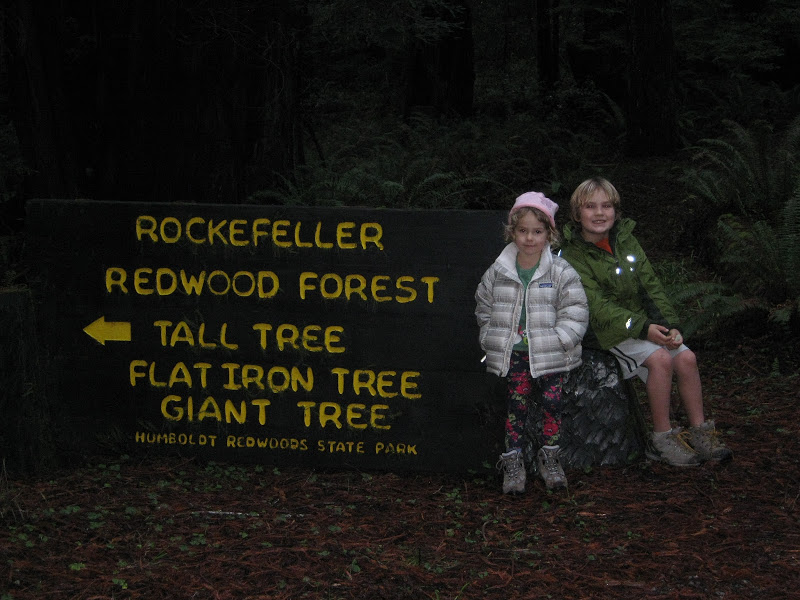 ROCKEFELLER
REDWOOD FOREST
TALL TREE
FLAT IRON TREE
GIANT TREE
HUMBOLDT REDWOODS STATE PARK